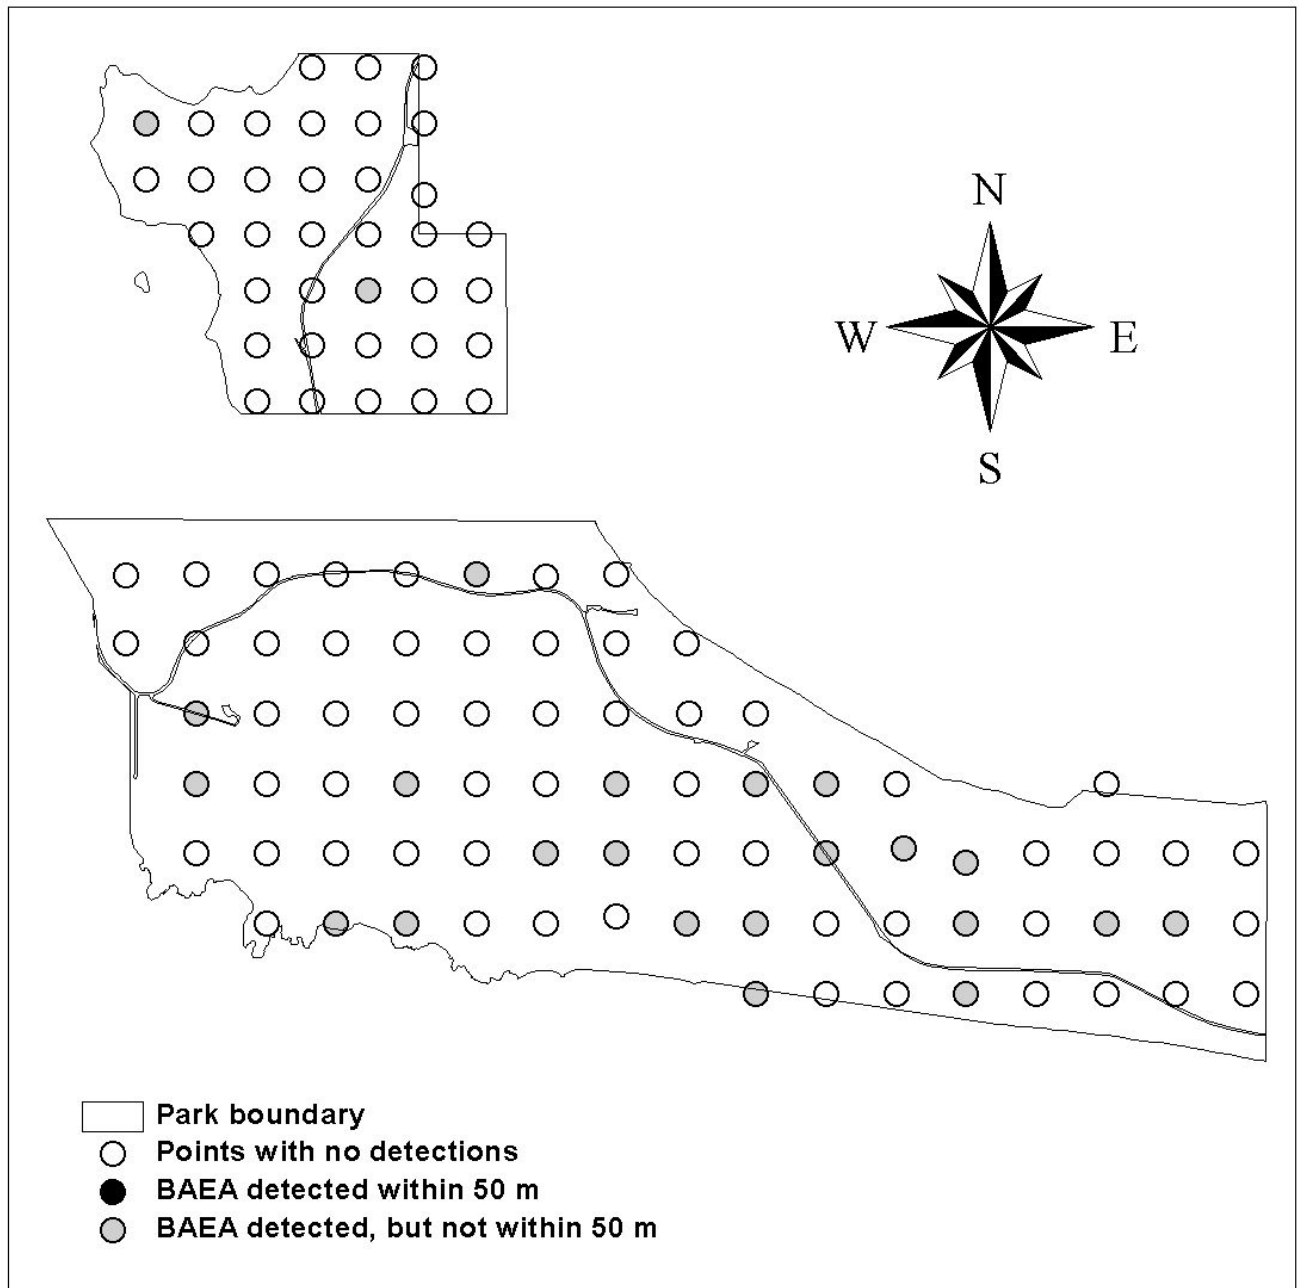 N
W E
S
Park boundary
Points with no detections
BAEA detected within 50 m
BAEA detected, but not within 50 m